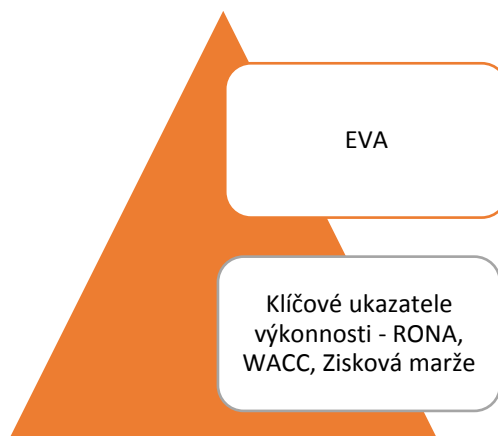 EVA
Klíčové ukazatele
výkonnosti - RONA,
WACC, Zisková marže